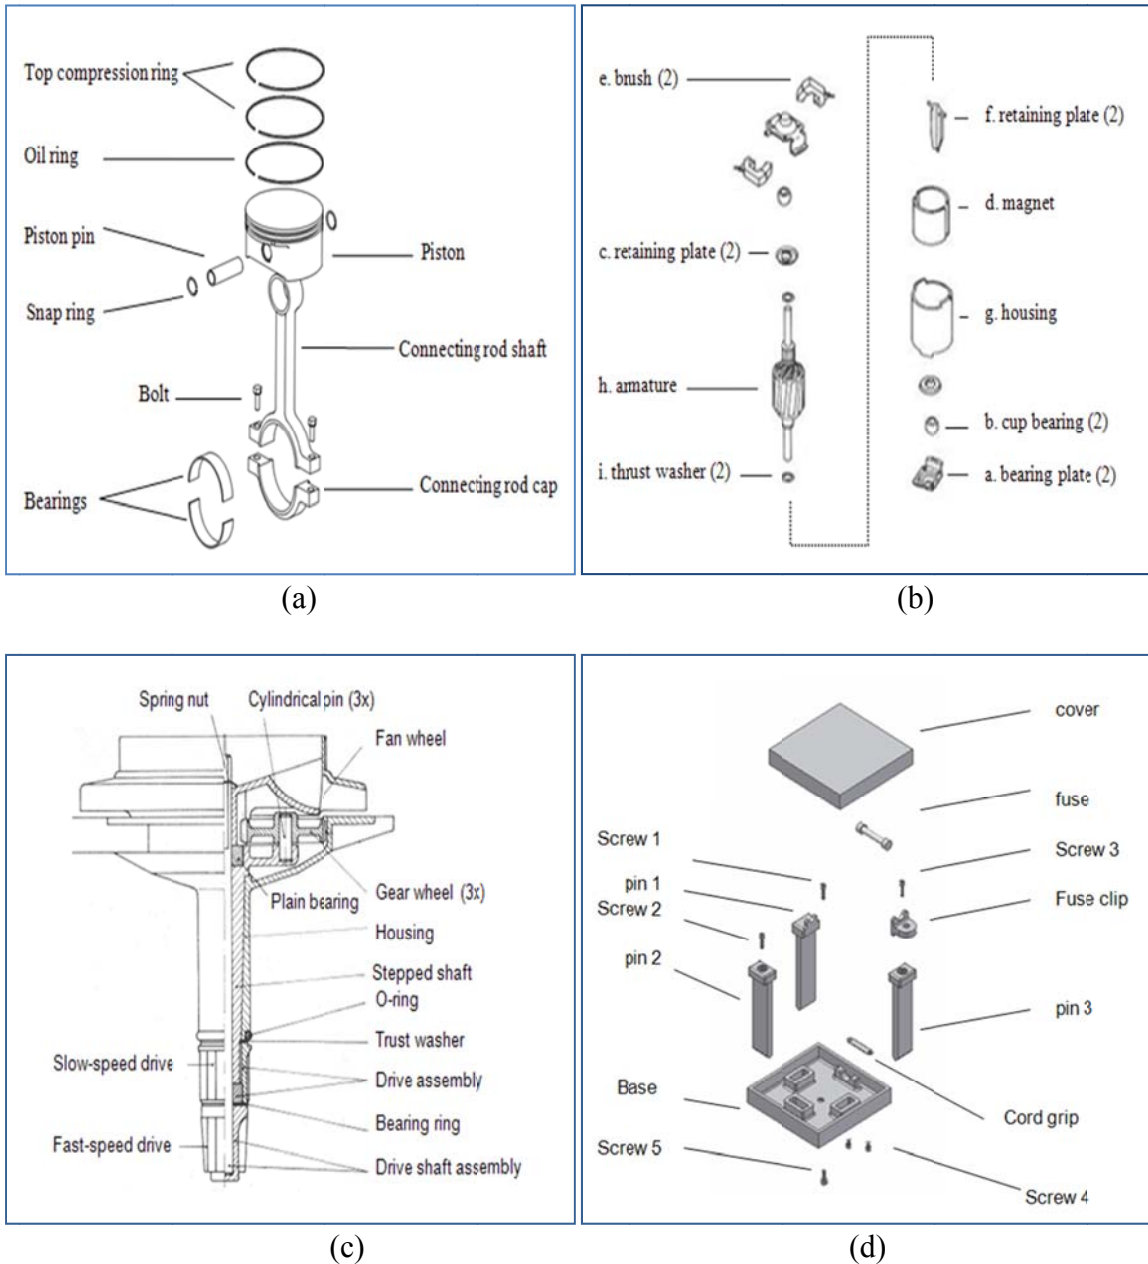 Top compression ring
Oil ring
Piston pin
Snap ring
Piston
Connecting rod shaft
Bolt
Connecting rod cap
Bearings
(a)
e. brush (2)
c. retaining plate (2)
h. armature
i. thrust washer (2)
f. retaining plate (2)
d. magnet
g. housing
b. cup bearing (2)
a. bearing plate (2)
(b)
Spring nut
Cylindrical pin (3x)
Fan wheel
Plain bearing
Gear wheel (3x)
Housing
Stepped shaft
O-ring
Trust washer
Slow-speed drive
Drive assembly
Bearing ring
Fast-speed drive
Drive shaft assembly
(c)
cover
fuse
Screw 1
Screw 3
pin 1
Fuse clip
Screw 2
pin 2
pin 3
Base
Cord grip
Screw 5
Screw 4
(d)